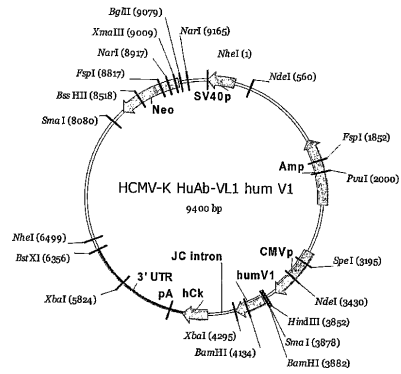 BglII (9079)
XmaIII (9009)
NarI (9165)
NarI (8917)
NheI (1)
FspI (8817)
NdeI (560)
BssHII (8518)
SV40p
Neo
SmaI (8080)
FspI (1852)
Amp
PvuI (2000)
HCMV-K HuAb-VL1 hum V1
9400 bp
NheI (6499)
JC intron
CMVp
SpeI (3195)
BstXI (6356)
3' UTR
hCk
humV1
pA
NdeI (3430)
XbaI (5824)
HindIII (3852)
XbaI (4295)
SmaI (3878)
BamHI (4134)
BamHI (3882)